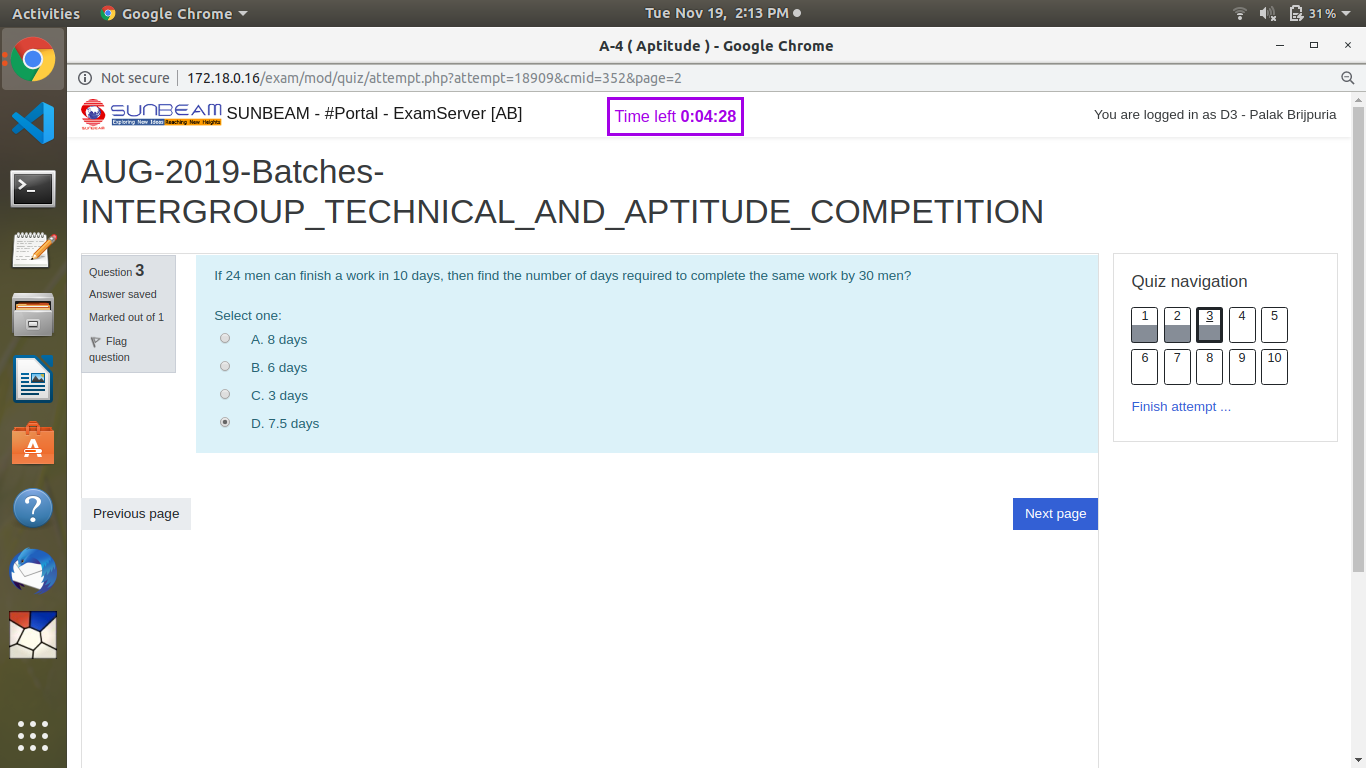 Activities Google Chrome Tue Nov 19, 2:13 PM 31%
A-4 ( Aptitude ) - Google Chrome
Not secure 172.18.0.16/exam/mod/quiz/attempt.php?attempt=18909&cmid=352&page=2
SUNBEAM SUNBEAM - #Portal - ExamServer [AB] Time left 0:04:28 You are logged in as D3 - Palak Brijpuria
Exploring New Ideas Reaching New Heights
SUNBEAM
AUG-2019-Batches-
INTERGROUP_TECHNICAL_AND_APTITUDE_COMPETITION
Question 3
Answer saved
Marked out of 1
Flag
question
If 24 men can finish a work in 10 days, then find the number of days required to complete the same work by 30 men?
Select one:
A. 8 days
B. 6 days
C. 3 days
D. 7.5 days
Previous page
Next page
Quiz navigation
1 2 3 4 5
6 7 8 9 10
Finish attempt ...